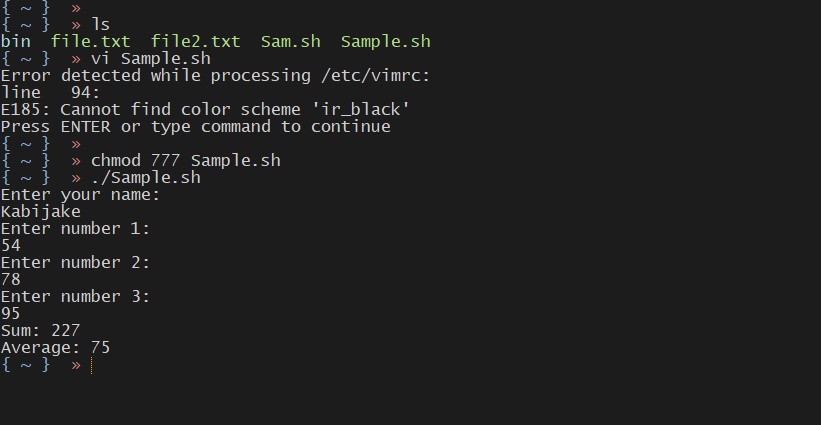 { ~ }  »
{ ~ }  » ls
bin  file.txt  file2.txt  Sam.sh  Sample.sh
{ ~ }  » vi Sample.sh
Error detected while processing /etc/vimrc:
line   94:
E185: Cannot find color scheme 'ir_black'
Press ENTER or type command to continue
{ ~ }  »
{ ~ }  » chmod 777 Sample.sh
{ ~ }  » ./Sample.sh
Enter your name:
Kabijake
Enter number 1:
54
Enter number 2:
78
Enter number 3:
95
Sum: 227
Average: 75
{ ~ }  »